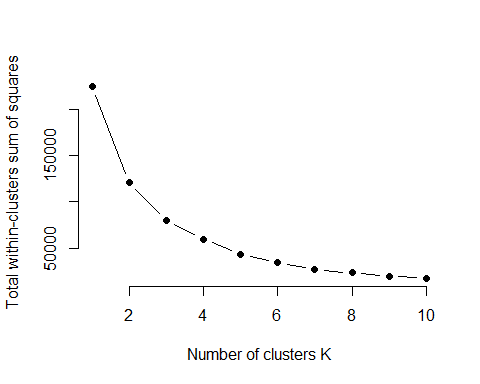 Total within-clusters sum of squares
150000
50000
2 4 6 8 10
Number of clusters K